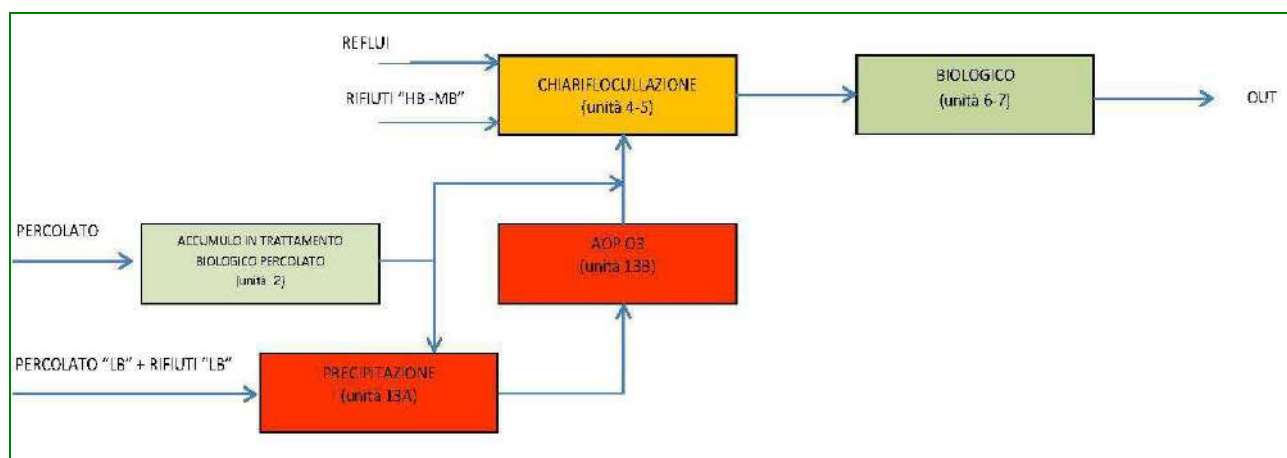 REFLUI
RIFIUTI "HB -MB"
CHIARIFLOCULLAZIONE
(unità 4-5)
BIOLOGICO
(unità 6-7)
OUT
PERCOLATO
ACCUMULO IN TRATTAMENTO
BIOLOGICO PERCOLATO
(unità 2)
AOP O3
(unità 13B)
PERCOLATO "LB" + RIFIUTI "LB"
PRECIPITAZIONE
(unità 13A)